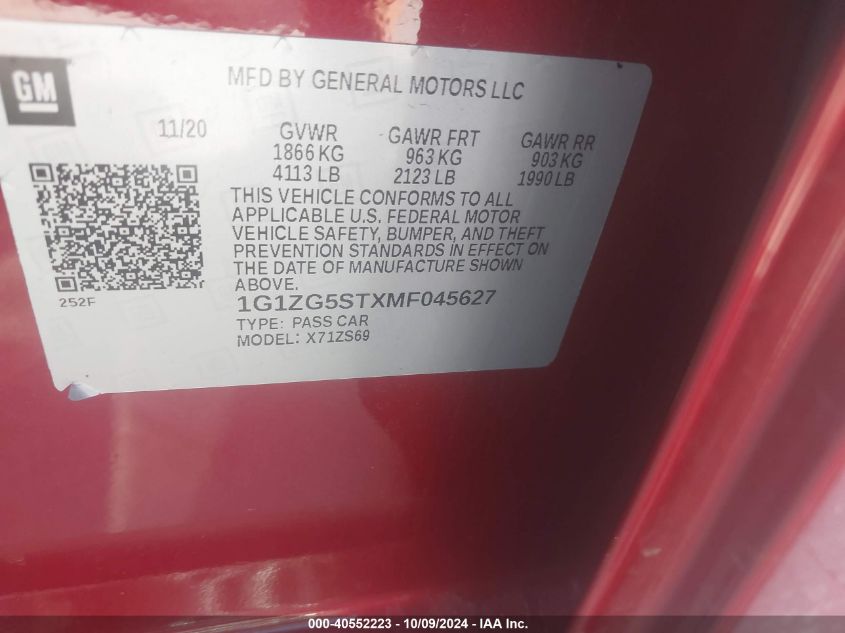 GM
MFD BY GENERAL MOTORS LLC
11/20 GVWR GAWR FRT GAWR RR
1866 KG 963 KG 903 KG
4113 LB 2123 LB 1990 LB
THIS VEHICLE CONFORMS TO ALL
APPLICABLE U.S. FEDERAL MOTOR
VEHICLE SAFETY, BUMPER, AND THEFT
PREVENTION STANDARDS IN EFFECT ON
THE DATE OF MANUFACTURE SHOWN
ABOVE.
252F
1G1ZG5STXMF045627
TYPE: PASS CAR
MODEL: X71ZS69
000-40552223 - 10/09/2024 - IAA Inc.